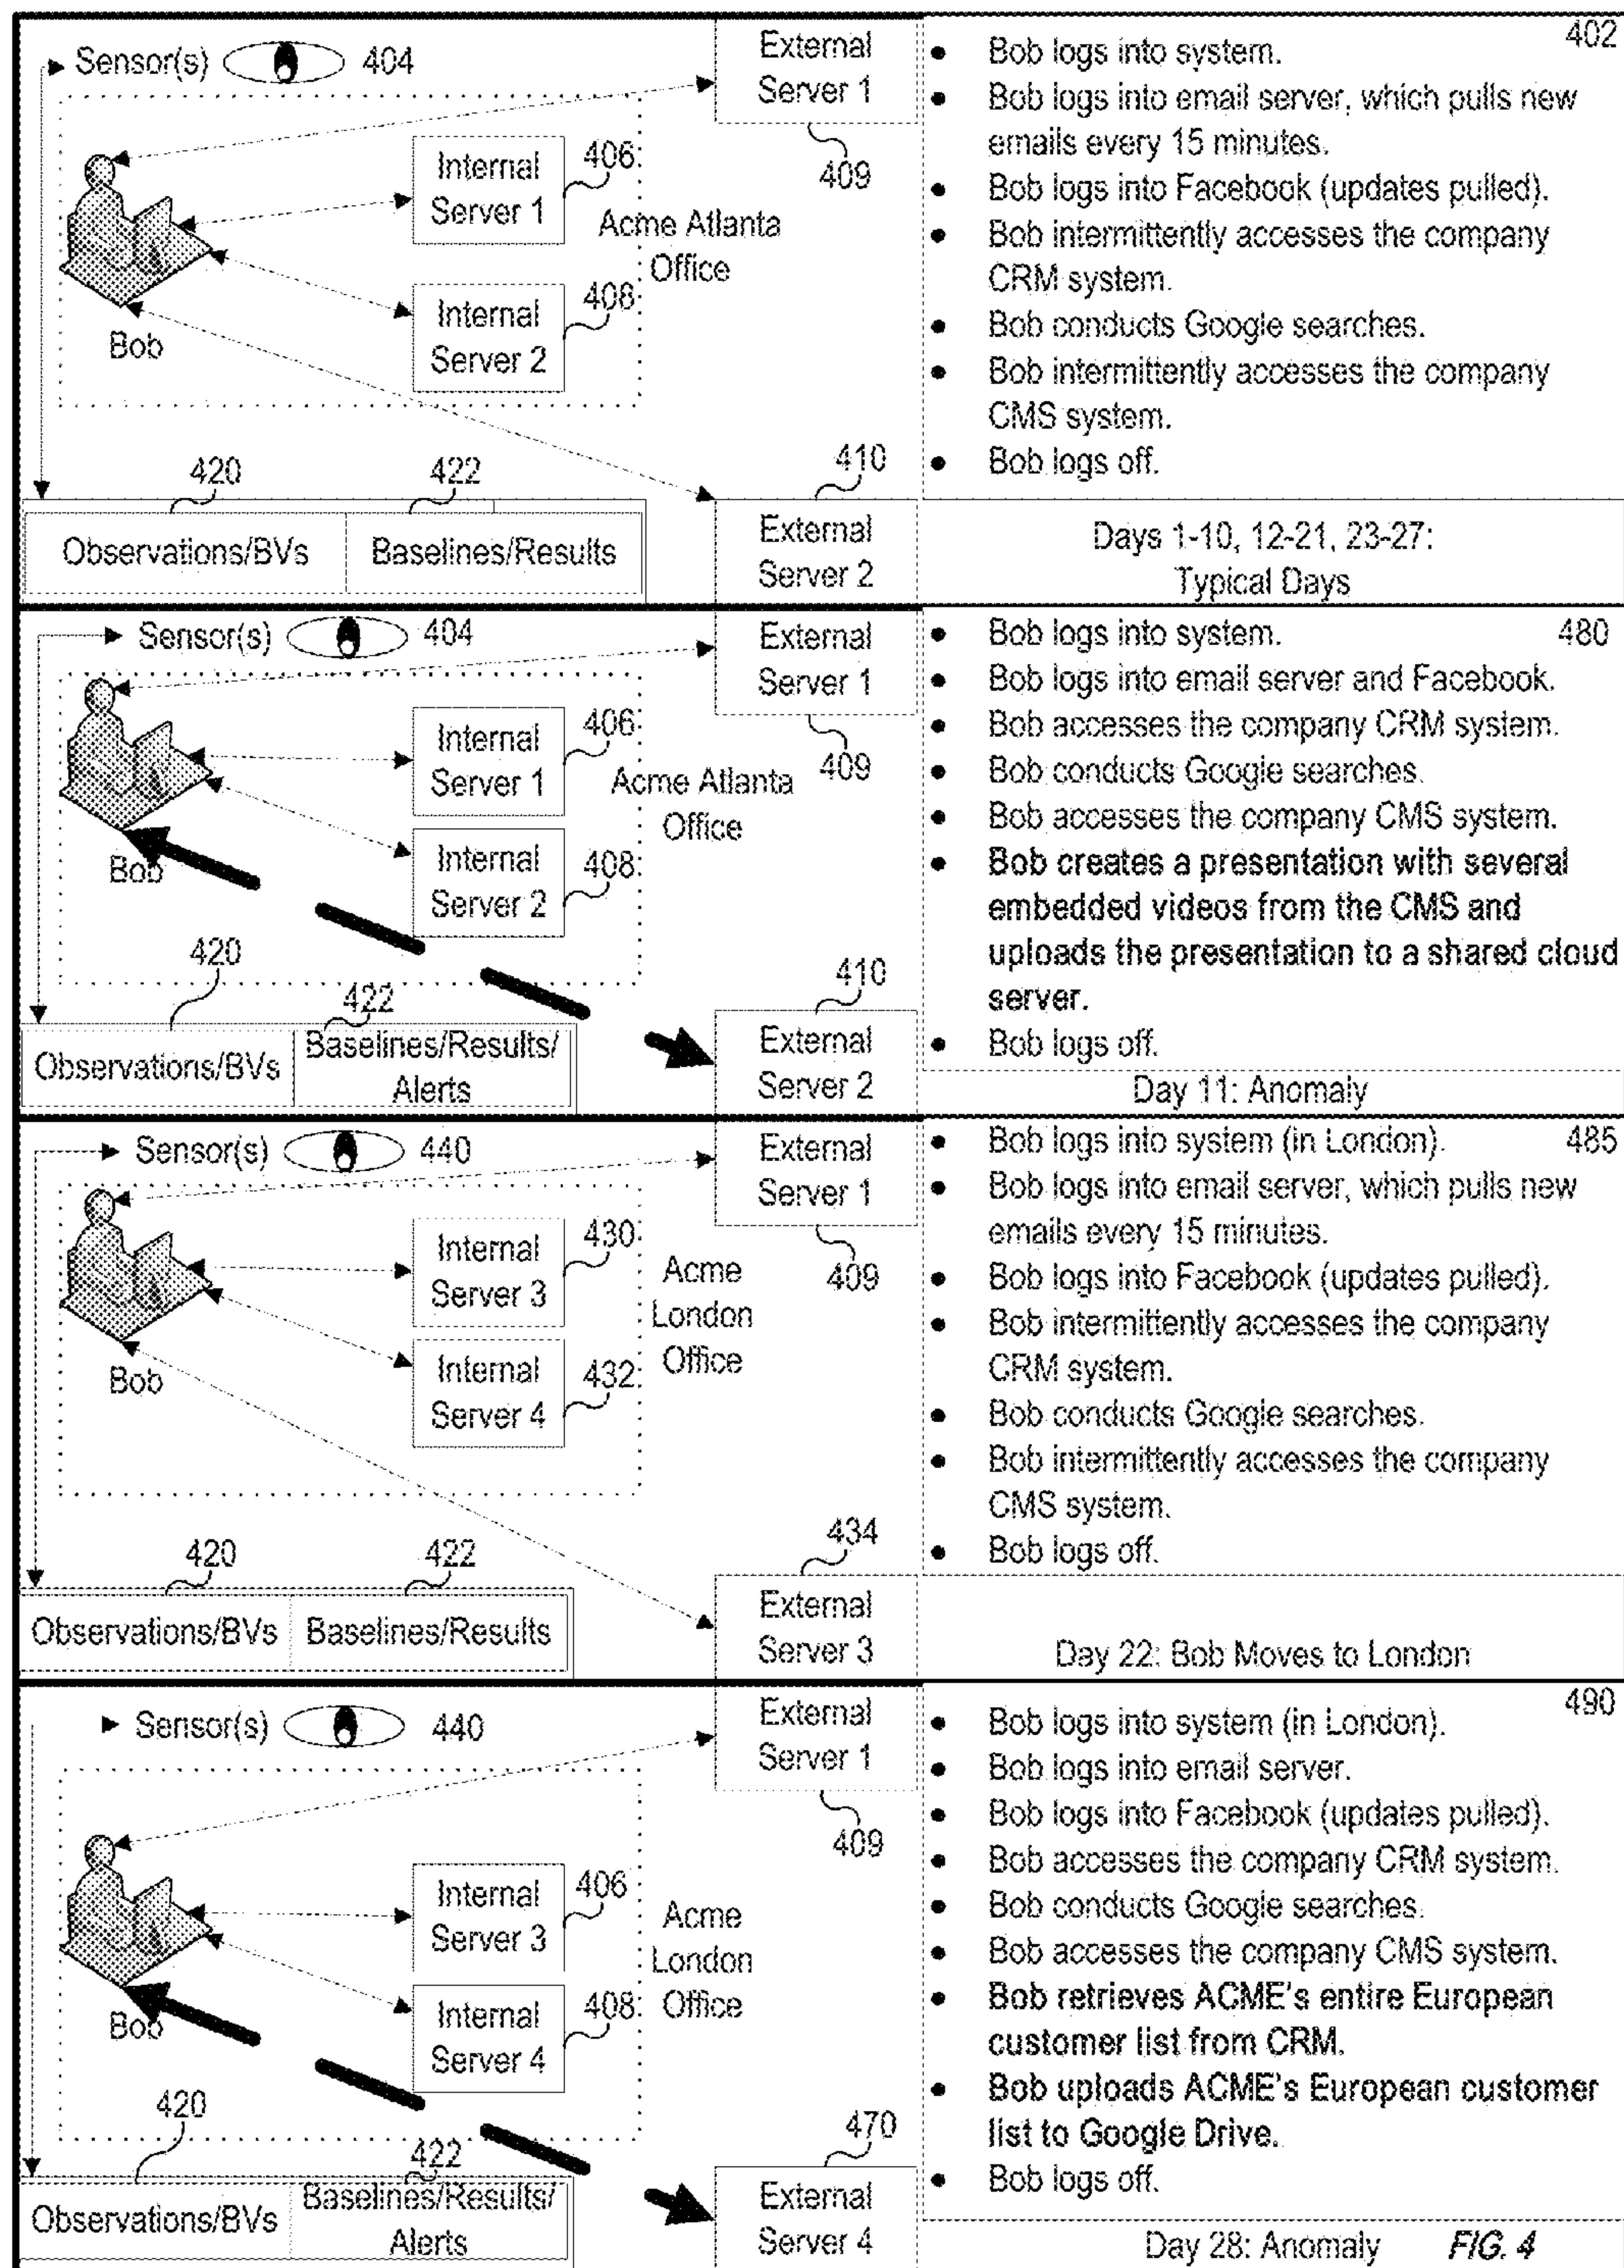 Sensor(s) 404
External
Server 1
409
Internal
Server 1
406
Acme Atlanta
Office
Internal
Server 2
408
Bob
420
422
410
Observations/BVs
Baselines/Results
External
Server 2
402
• Bob logs into system.
• Bob logs into email server, which pulls new
emails every 15 minutes.
• Bob logs into Facebook (updates pulled).
• Bob intermittently accesses the company
CRM system.
• Bob conducts Google searches.
• Bob intermittently accesses the company
CMS system.
• Bob logs off.
Days 1-10, 12-21, 23-27:
Typical Days
Sensor(s) 404
External
Server 1
409
Internal
Server 1
406
Acme Atlanta
Office
Internal
Server 2
408
Bob
420
422
410
Observations/BVs
Baselines/Results/
Alerts
External
Server 2
480
• Bob logs into system.
• Bob logs into email server and Facebook.
• Bob accesses the company CRM system.
• Bob conducts Google searches.
• Bob accesses the company CMS system.
• Bob creates a presentation with several
embedded videos from the CMS and
uploads the presentation to a shared cloud
server.
• Bob logs off.
Day 11: Anomaly
Sensor(s) 440
External
Server 1
409
Internal
Server 3
430
Acme
London
Office
Internal
Server 4
432
Bob
420
422
434
Observations/BVs
Baselines/Results
External
Server 3
485
• Bob logs into system (in London).
• Bob logs into email server, which pulls new
emails every 15 minutes.
• Bob logs into Facebook (updates pulled).
• Bob intermittently accesses the company
CRM system.
• Bob conducts Google searches.
• Bob intermittently accesses the company
CMS system.
• Bob logs off.
Day 22: Bob Moves to London
Sensor(s) 440
External
Server 1
409
Internal
Server 3
406
Acme
London
Office
Internal
Server 4
408
Bob
420
422
470
Observations/BVs
Baselines/Results/
Alerts
External
Server 4
490
• Bob logs into system (in London).
• Bob logs into email server.
• Bob logs into Facebook (updates pulled).
• Bob accesses the company CRM system.
• Bob conducts Google searches.
• Bob accesses the company CMS system.
• Bob retrieves ACME's entire European
customer list from CRM.
• Bob uploads ACME's European customer
list to Google Drive.
• Bob logs off.
Day 28: Anomaly
FIG. 4